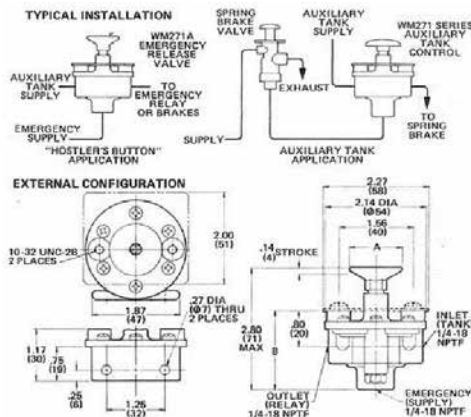 TYPICAL INSTALLATION
WM271A
EMERGENCY
RELEASE
VALVE
AUXILIARY
TANK
SUPPLY
TO
EMERGENCY
RELAY
OR BRAKES
EMERGENCY
SUPPLY
"HOSTLER'S BUTTON"
APPLICATION
SPRING
BRAKE
VALVE
AUXILIARY
TANK
SUPPLY
WM271 SERIES
AUXILIARY
TANK
CONTROL
EXHAUST
SUPPLY
TO
SPRING
BRAKE
AUXILIARY TANK
APPLICATION
EXTERNAL CONFIGURATION
10-32 UNC-2B
2 PLACES
2.00
(51)
1.87
(47)
.27 DIA
(Ø7) THRU
2 PLACES
1.17
(30)
.75
(19)
.25
(6)
1.25
(32)
2.27
(58)
2.14 DIA
(Ø54)
1.56
(40)
A
.14
(4)
STROKE
2.80
(71)
MAX
B
.80
(20)
INLET
(TANK)
1/4-18
NPTF
OUTLET
(RELAY)
1/4-18 NPTF
EMERGENCY
(SUPPLY)
1/4-18 NPTF